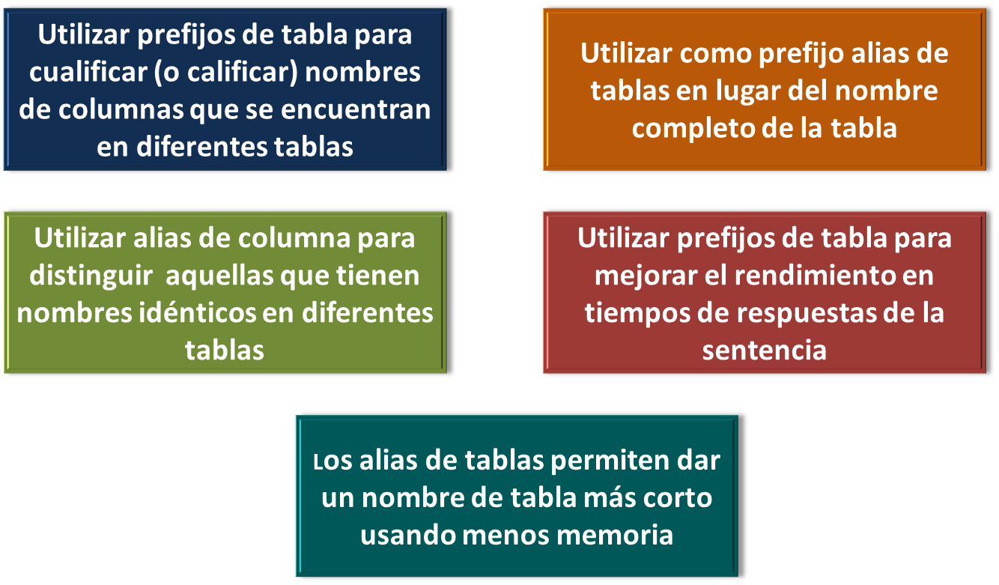 Utilizar prefijos de tabla para
cualificar (o calificar) nombres
de columnas que se encuentran
en diferentes tablas
Utilizar como prefijo alias de
tablas en lugar del nombre
completo de la tabla
Utilizar alias de columna para
distinguir  aquellas que tienen
nombres idénticos en diferentes
tablas
Utilizar prefijos de tabla para
mejorar el rendimiento en
tiempos de respuestas de la
sentencia
Los alias de tablas permiten dar
un nombre de tabla más corto
usando menos memoria